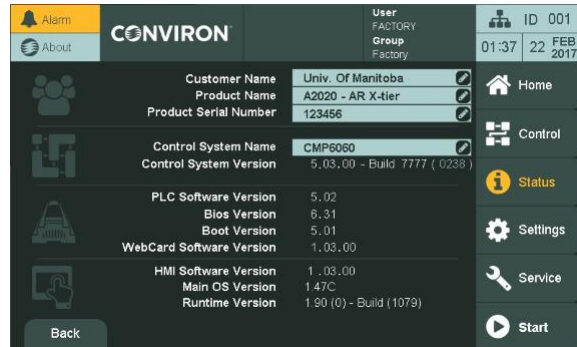 Alarm
About
CONVIRON
User
FACTORY
Group
Factory
ID 001
01:37 22 FEB 2017
Customer Name Univ. Of Manitoba
Product Name A2020 - AR X-tier
Product Serial Number 123456
Control System Name CMP6060
Control System Version 5.03.00 - Build 7777 ( 0238 )
PLC Software Version 5.02
Bios Version 6.31
Boot Version 5.01
WebCard Software Version 1.03.00
HMI Software Version 1 .03.00
Main OS Version 1.47C
Runtime Version 1.90 (0) - Build (1079)
Back
Home
Control
Status
Settings
Service
Start